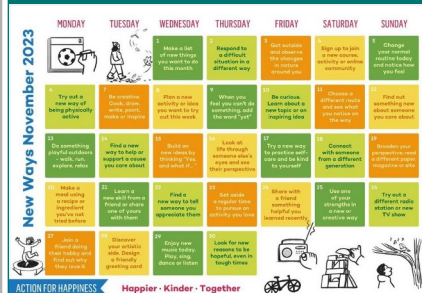 New Ways November 2023
MONDAY
TUESDAY
WEDNESDAY
THURSDAY
FRIDAY
SATURDAY
SUNDAY
1
Make a list
of new things
you want to do
this month
2
Respond to
a difficult
situation in a
different way
3
Get outside
and observe
the changes
in nature
around you
4
Sign up to join
a new course,
activity or online
community
5
Change your
normal
routine today
and notice how
you feel
6
Try out a
new way of
being physically
active
7
Be creative.
Cook, draw,
write, paint,
make or inspire
8
Plan a new
activity or idea
you want to try
out this week
9
When you
feel you can't do
something, add
the word "yet"
10
Be curious.
Learn about a
new topic or an
inspiring idea
11
Choose a
different route
and see what
you notice on
the way
12
Find out
something
new about
someone
you care about
13
Do something
playful outdoors
- walk, run,
explore, relax
14
Find a new
way to help or
support a cause
you care about
15
Build on new
ideas by
thinking "Yes,
and what if..."
16
Look at
life through
someone else's
eyes and see
their perspective
17
Try a new way
to practice self-
care and be kind
to yourself
18
Connect
with someone
from a different
generation
19
Broaden your
perspective: read
a different paper,
magazine or site
20
Make a
meal using
a recipe or
ingredient
you've not
tried before
21
Learn a new
skill from a
friend or share
one of yours
with them
22
Find a new
way to tell
someone you
appreciate them
23
Set aside
a regular time
to pursue an
activity you love
24
Share with
a friend
something
helpful you
learned recently
25
Use one of
your strengths
in a new or
creative way
26
Try out a
different radio
station or new
TV show
27
Join a
friend doing
their hobby and
find out why
they love it
28
Discover
your artistic
side. Design
a friendly
greeting card
29
Enjoy new
music today.
Play, sing,
dance or listen
30
Look for new
reasons to be
hopeful, even in
tough times
ACTION FOR HAPPINESS
Happier · Kinder · Together